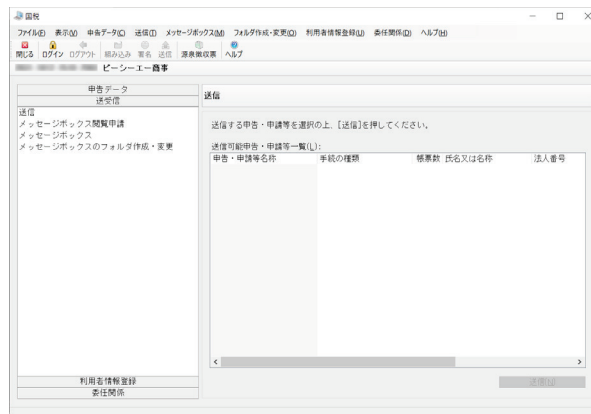 国税
ファイル(F) 表示(V) 申告データ(C) 送信(T) メッセージボックス(M) フォルダ作成・変更(O) 利用者情報登録(U) 委任関係(D) ヘルプ(H)
閉じる ログイン ログアウト 組み込み 署名 送信 源泉徴収票 ヘルプ
ピーシーエー商事
申告データ
送受信
送信
メッセージボックス閲覧申請
メッセージボックス
メッセージボックスのフォルダ作成・変更
利用者情報登録
委任関係
送信
送信する申告・申請等を選択の上、[送信]を押してください。
送信可能申告・申請等一覧(L):
申告・申請等名称 手続の種類 帳票数 氏名又は名称 法人番号